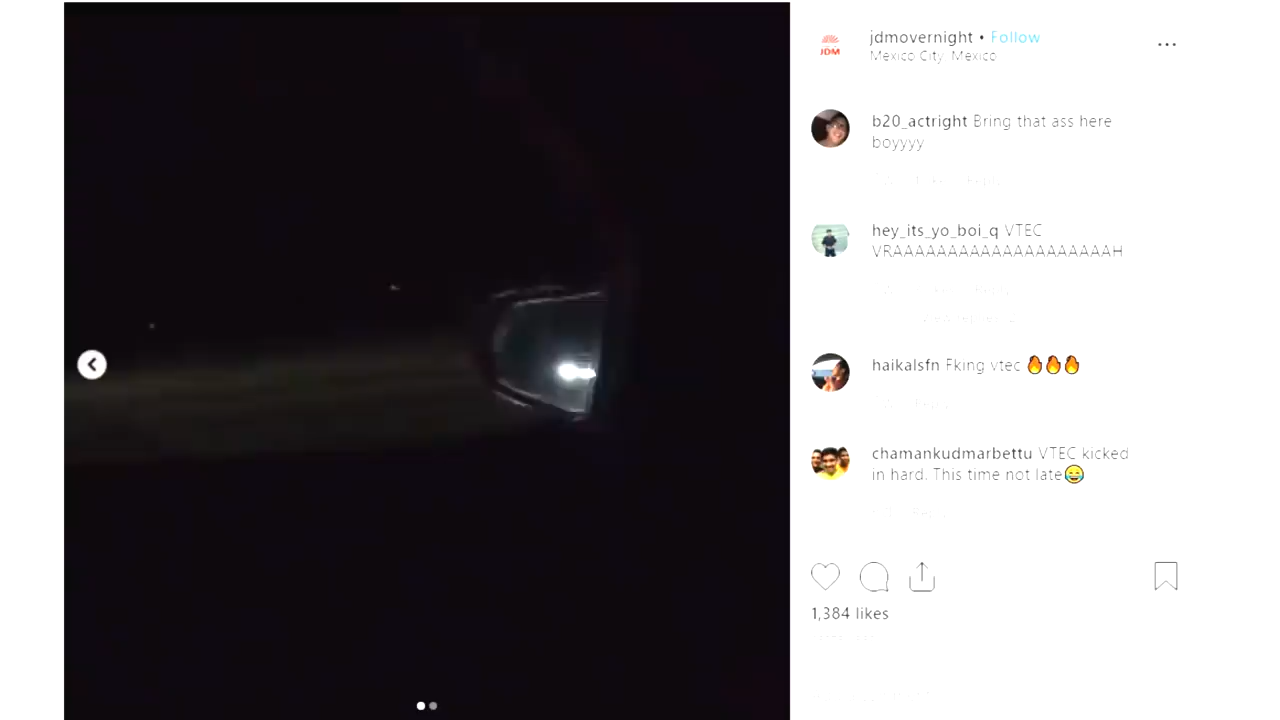 JDM
jdmovernight • Follow
Mexico City, Mexico
b20_actright Bring that ass here
boyyyy
hey_its_yo_boi_q VTEC
VRAAAAAAAAAAAAAAAAAAAAH
haikalsfn Fking vtec 🔥🔥🔥
chamankudmarbettu VTEC kicked
in hard. This time not late😂
1,384 likes